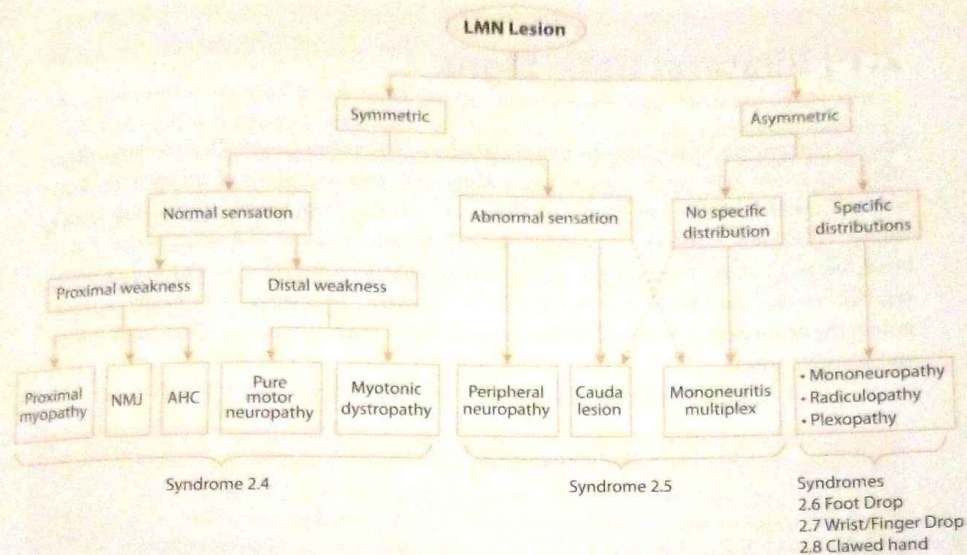 LMN Lesion
Symmetric
Asymmetric
Normal sensation
Abnormal sensation
No specific
distribution
Specific
distributions
Proximal weakness
Distal weakness
Proximal
myopathy
NMJ
AHC
Pure
motor
neuropathy
Myotonic
dystropathy
Peripheral
neuropathy
Cauda
lesion
Mononeuritis
multiplex
• Mononeuropathy
• Radiculopathy
• Plexopathy
Syndrome 2.4
Syndrome 2.5
Syndromes
2.6 Foot Drop
2.7 Wrist/Finger Drop
2.8 Clawed hand